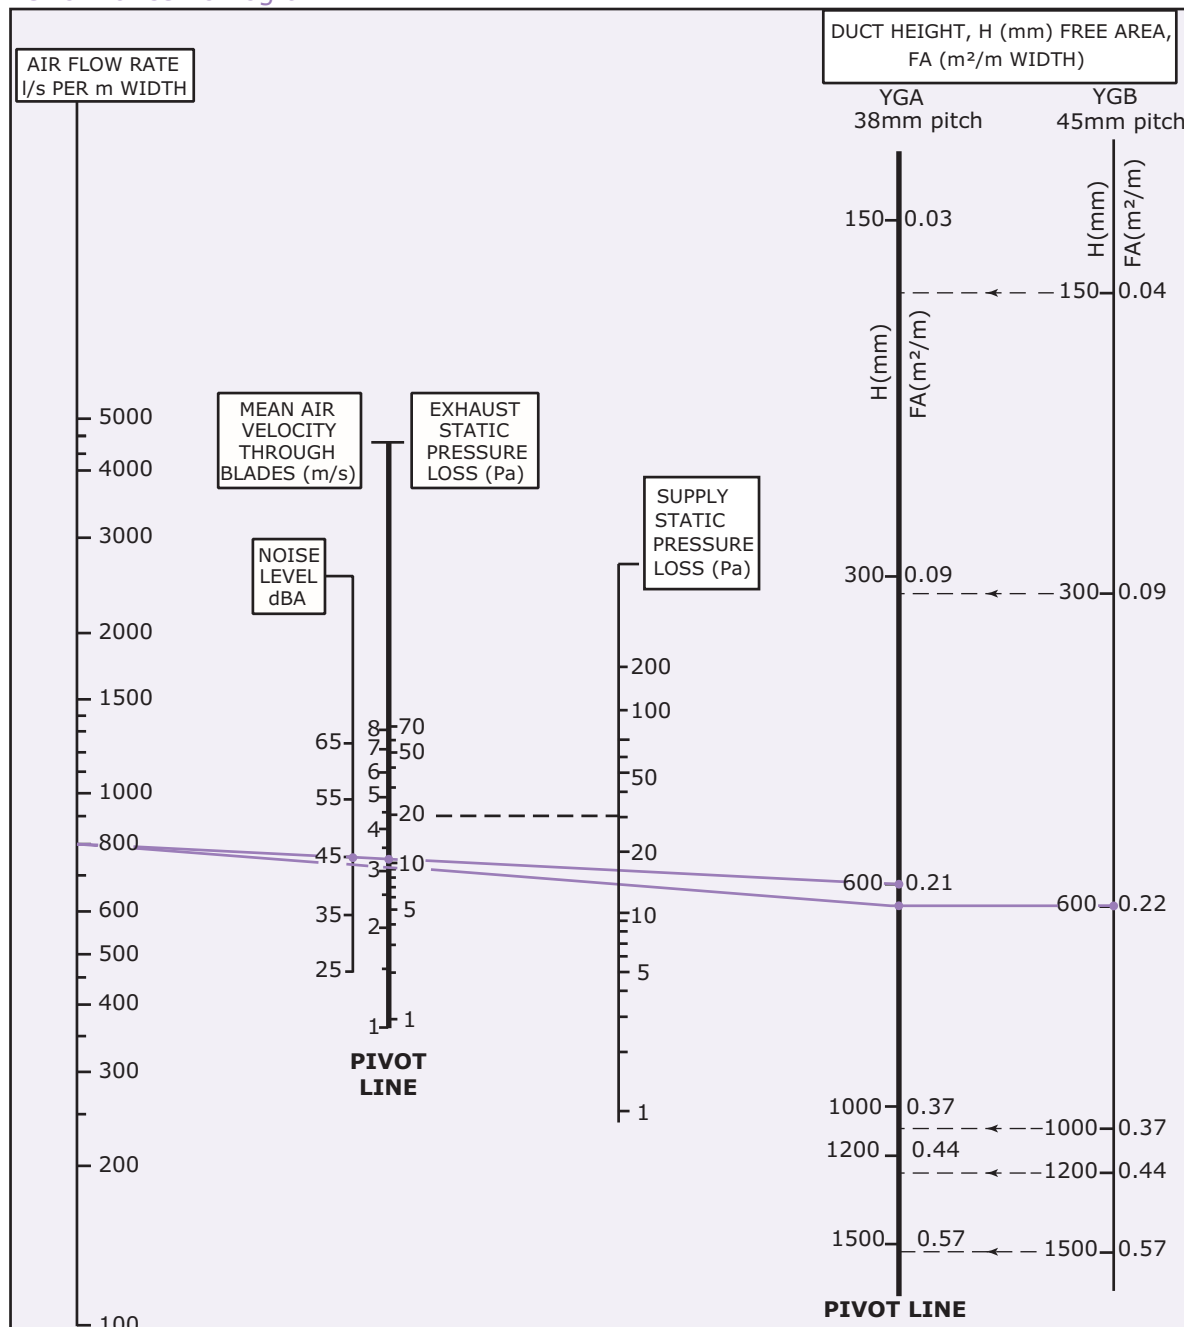 AIR FLOW RATE
l/s PER m WIDTH
DUCT HEIGHT, H (mm) FREE AREA,
FA (m²/m WIDTH)
YGA
38mm pitch
YGB
45mm pitch
H(mm)
FA(m²/m)
150 0.03
150 0.04
H(mm)
FA(m²/m)
MEAN AIR
VELOCITY
THROUGH
BLADES (m/s)
EXHAUST
STATIC
PRESSURE
LOSS (Pa)
SUPPLY
STATIC
PRESSURE
LOSS (Pa)
NOISE
LEVEL
dBA
5000
4000
3000
2000
1500
1000
800
600
500
400
300
200
100
65
55
45
35
25
8
7
6
5
4
3
2
1
70
50
20
10
5
1
PIVOT
LINE
200
100
50
20
10
5
1
300 0.09
600 0.21
1000 0.37
1200 0.44
1500 0.57
PIVOT LINE
300 0.09
600 0.22
1000 0.37
1200 0.44
1500 0.57